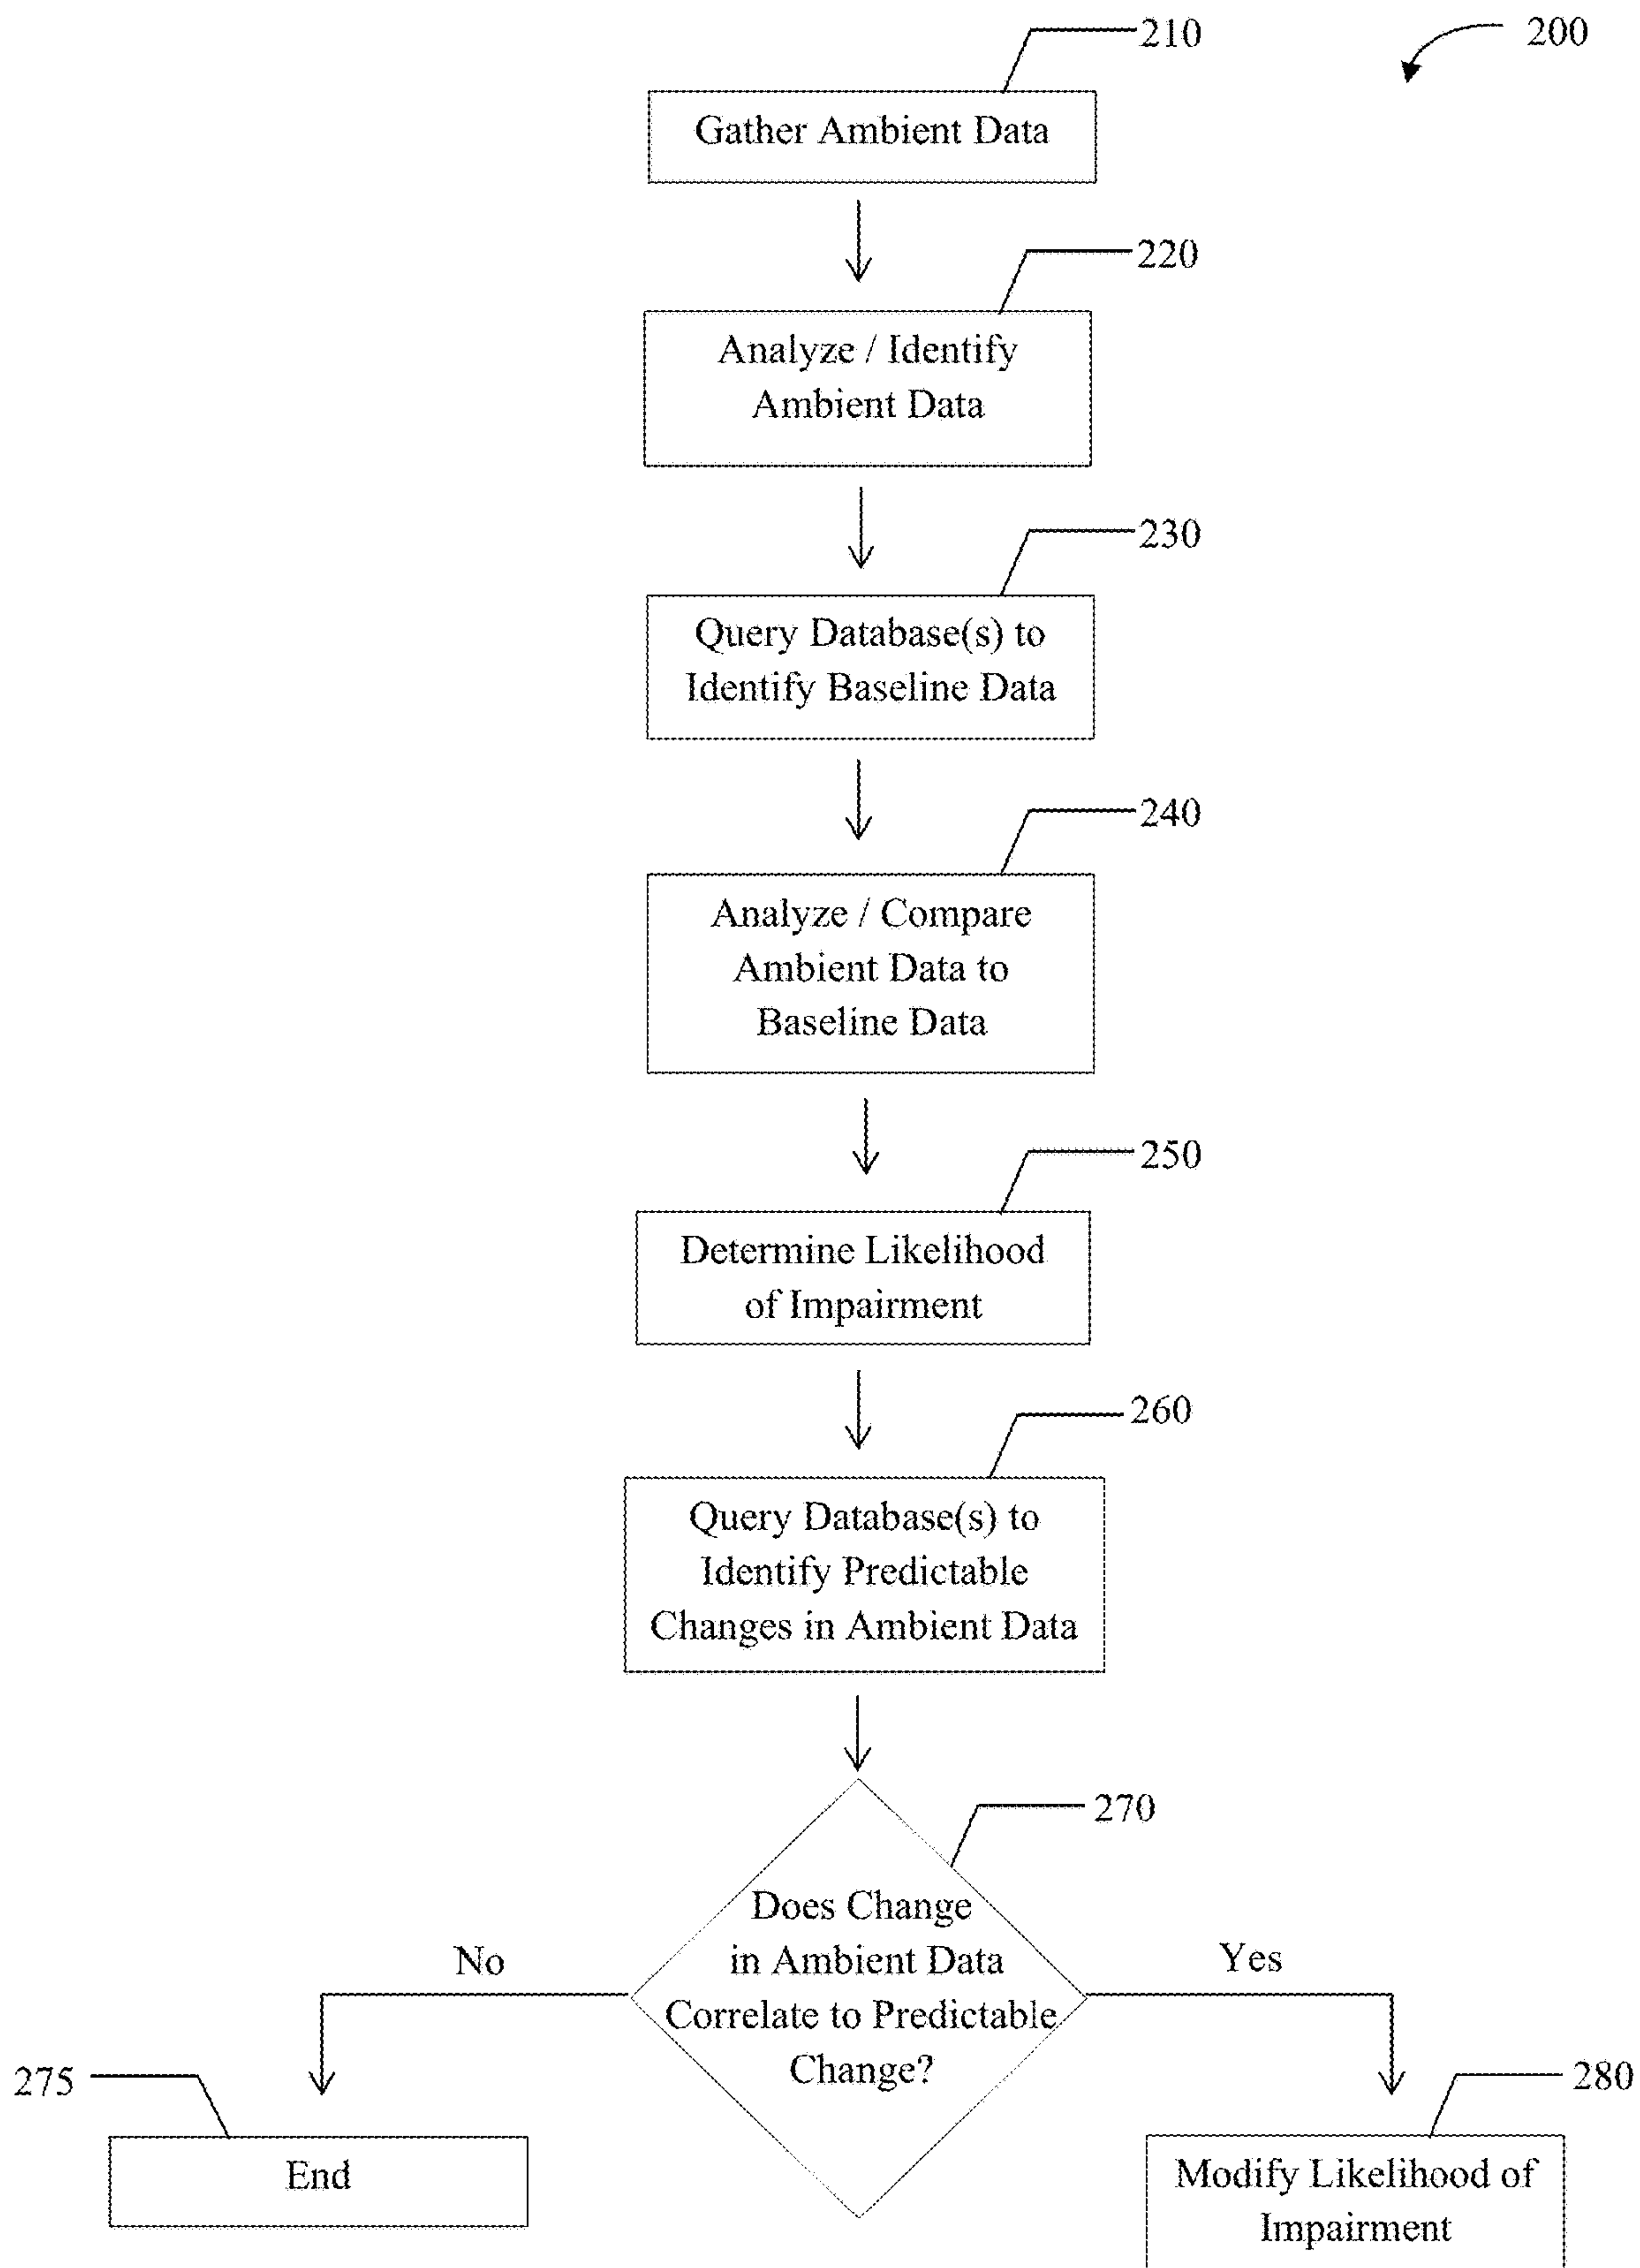 210
200
Gather Ambient Data
220
Analyze / Identify
Ambient Data
230
Query Database(s) to
Identify Baseline Data
240
Analyze / Compare
Ambient Data to
Baseline Data
250
Determine Likelihood
of Impairment
260
Query Database(s) to
Identify Predictable
Changes in Ambient Data
270
Does Change
in Ambient Data
Correlate to Predictable
Change?
No
Yes
275
280
End
Modify Likelihood of
Impairment